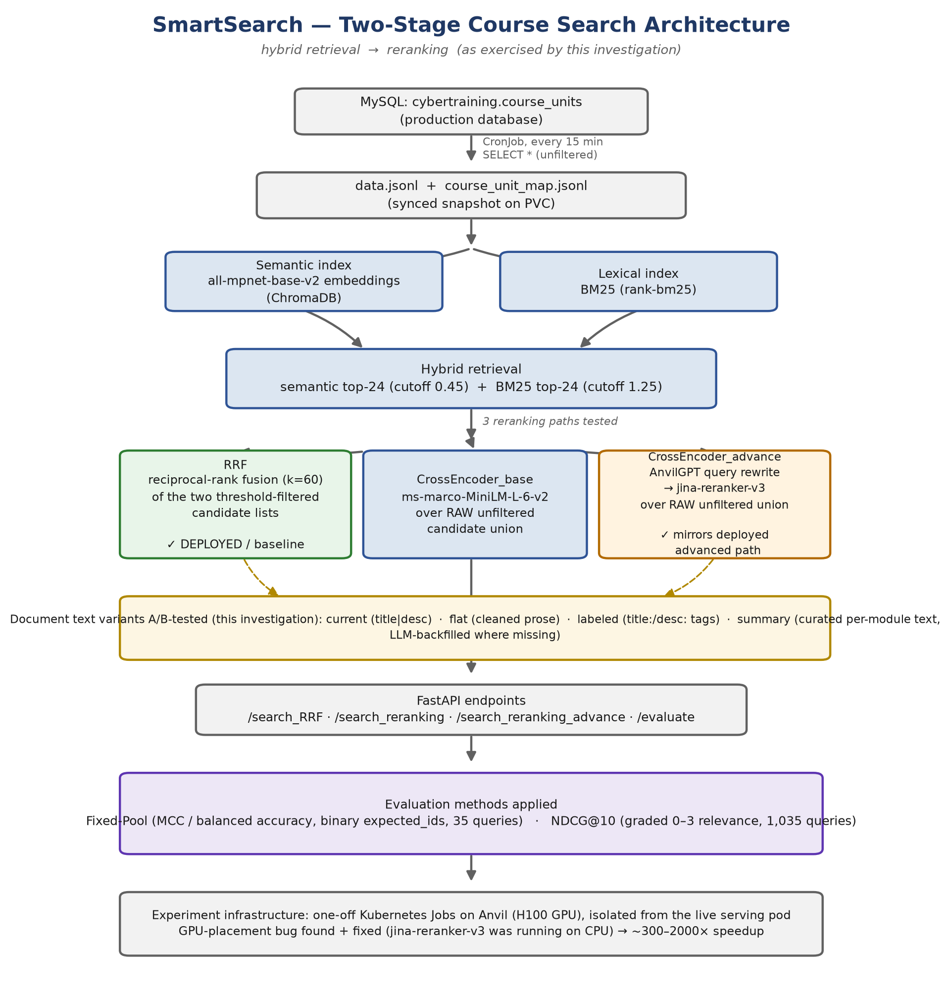 SmartSearch — Two-Stage Course Search Architecture
hybrid retrieval → reranking (as exercised by this investigation)
MySQL: cybertraining.course_units
(production database)
CronJob, every 15 min
SELECT * (unfiltered)
data.jsonl + course_unit_map.jsonl
(synced snapshot on PVC)
Semantic index
all-mpnet-base-v2 embeddings
(ChromaDB)
Lexical index
BM25 (rank-bm25)
Hybrid retrieval
semantic top-24 (cutoff 0.45) + BM25 top-24 (cutoff 1.25)
3 reranking paths tested
RRF
reciprocal-rank fusion (k=60)
of the two threshold-filtered
candidate lists
✓ DEPLOYED / baseline
CrossEncoder_base
ms-marco-MiniLM-L-6-v2
over RAW unfiltered
candidate union
CrossEncoder_advance
AnvilGPT query rewrite
→ jina-reranker-v3
over RAW unfiltered union
✓ mirrors deployed
advanced path
Document text variants A/B-tested (this investigation): current (title|desc) · flat (cleaned prose) · labeled (title:/desc: tags) · summary (curated per-module text,
LLM-backfilled where missing)
FastAPI endpoints
/search_RRF · /search_reranking · /search_reranking_advance · /evaluate
Evaluation methods applied
Fixed-Pool (MCC / balanced accuracy, binary expected_ids, 35 queries) · NDCG@10 (graded 0–3 relevance, 1,035 queries)
Experiment infrastructure: one-off Kubernetes Jobs on Anvil (H100 GPU), isolated from the live serving pod
GPU-placement bug found + fixed (jina-reranker-v3 was running on CPU) → ~300–2000× speedup